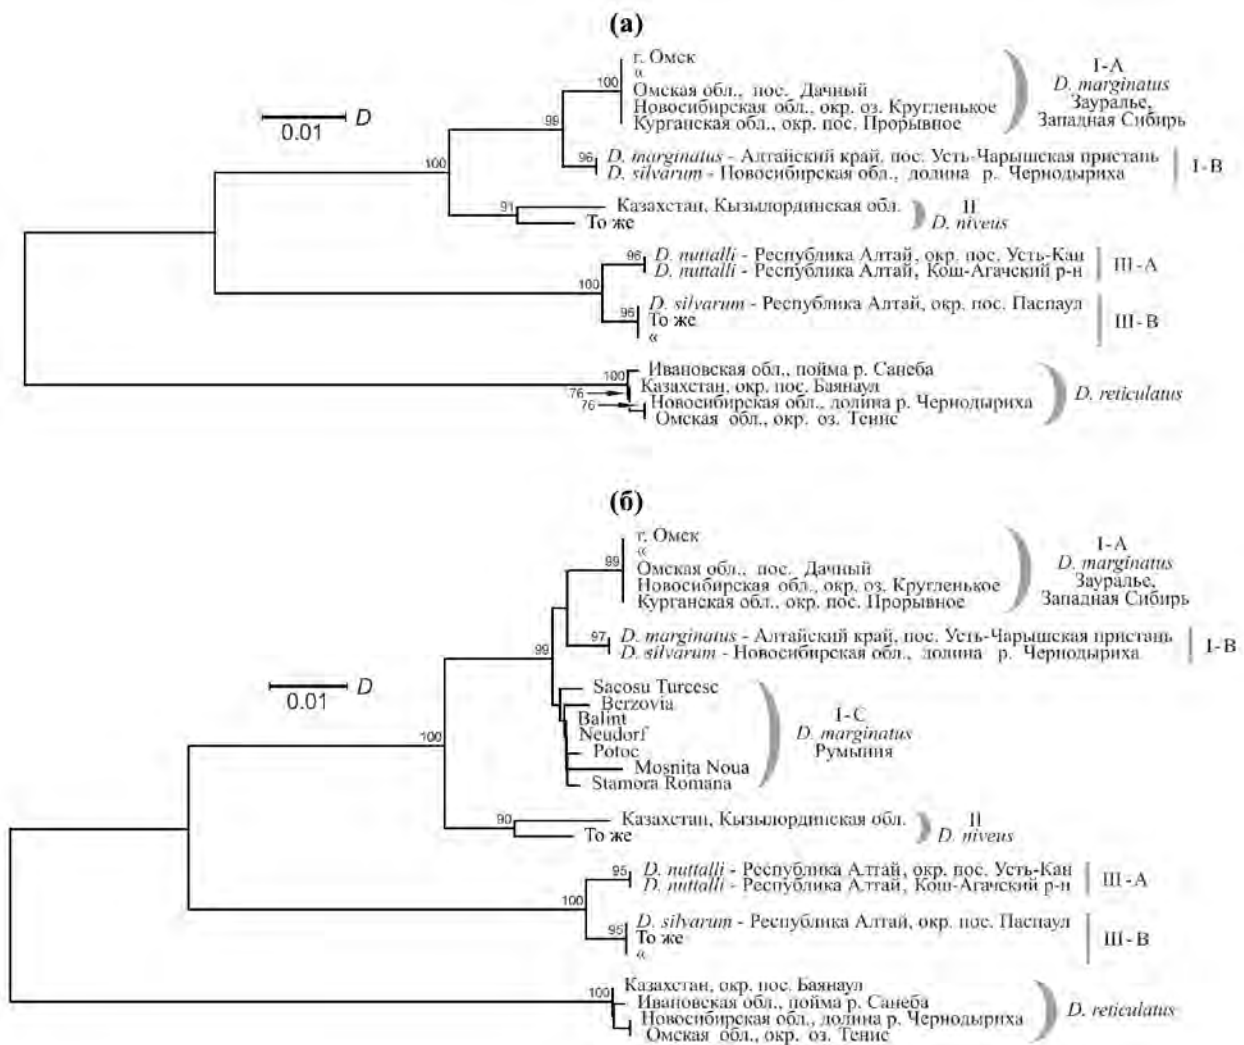 (а)
г. Омск
«
Омская обл., пос. Дачный
Новосибирская обл., окр. оз. Кругленькое
Курганская обл., окр. пос. Прорывное
I-A
D. marginatus
Зауралье,
Западная Сибирь
100
0.01 D
99
96
D. marginatus - Алтайский край, пос. Усть-Чарышская пристань
D. silvarum - Новосибирская обл., долина р. Чернодыриха
I-B
100
91
Казахстан, Кызылординская обл.
То же
II
D. niveus
96
D. nuttalli - Республика Алтай, окр. пос. Усть-Кан
D. nuttalli - Республика Алтай, Кош-Агачский р-н
III-A
100
96
D. silvarum - Республика Алтай, окр. пос. Паспаул
То же
«
III-B
100
76
76
Ивановская обл., пойма р. Санеба
Казахстан, окр. пос. Баянаул
Новосибирская обл., долина р. Чернодыриха
Омская обл., окр. оз. Тенис
D. reticulatus
(б)
г. Омск
«
Омская обл., пос. Дачный
Новосибирская обл., окр. оз. Кругленькое
Курганская обл., окр. пос. Прорывное
I-A
D. marginatus
Зауралье,
Западная Сибирь
99
97
D. marginatus - Алтайский край, пос. Усть-Чарышская пристань
D. silvarum - Новосибирская обл., долина р. Чернодыриха
I-B
99
0.01 D
Sacosu Turcesc
Berzovia
Balint
Neudorf
Potoc
Mosnita Noua
Stamora Romana
I-C
D. marginatus
Румыния
100
90
Казахстан, Кызылординская обл.
То же
II
D. niveus
95
D. nuttalli - Республика Алтай, окр. пос. Усть-Кан
D. nuttalli - Республика Алтай, Кош-Агачский р-н
III-A
100
95
D. silvarum - Республика Алтай, окр. пос. Паспаул
То же
«
III-B
100
Казахстан, окр. пос. Баянаул
Ивановская обл., пойма р. Санеба
Новосибирская обл., долина р. Чернодыриха
Омская обл., окр. оз. Тенис
D. reticulatus